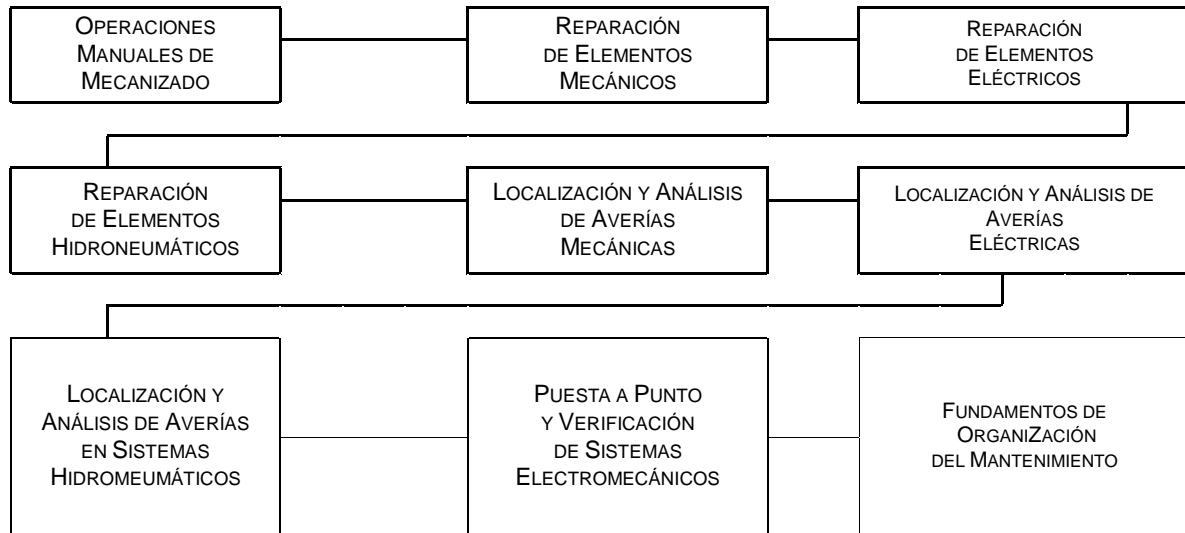 Operaciones
Manuales de
Mecanizado
Reparación
de Elementos
Mecánicos
Reparación
de Elementos
Eléctricos
Reparación
de Elementos
Hidroneumáticos
Localización y Análisis
de Averías
Mecánicas
Localización y Análisis de
Averías
Eléctricas
Localización y
Análisis de Averías
en Sistemas
Hidromeumáticos
Puesta a Punto
y Verificación
de Sistemas
Electromecánicos
Fundamentos de
OrganiZación
del Mantenimiento